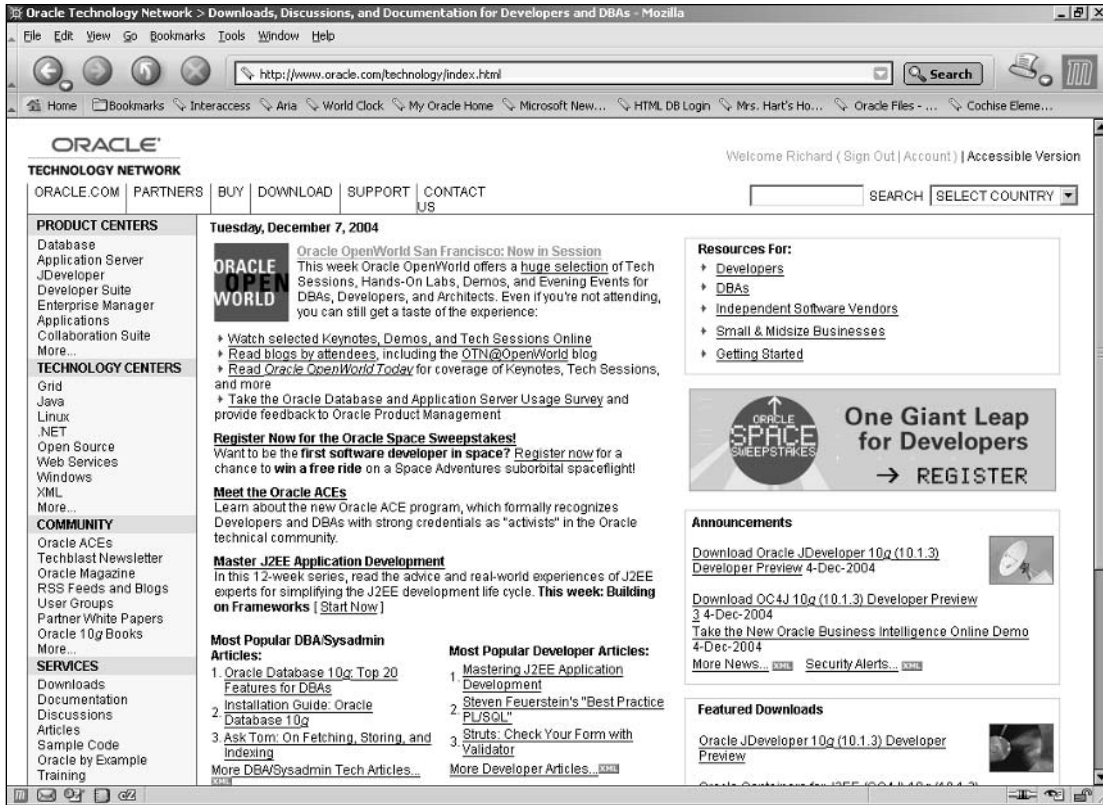 Oracle Technology Network > Downloads, Discussions, and Documentation for Developers and DBAs - Mozilla
File Edit View Go Bookmarks Tools Window Help
http://www.oracle.com/technology/index.html
Search
Home Bookmarks Interaccess Aria World Clock My Oracle Home Microsoft New... HTML DB Login Mrs. Hart's Ho... Oracle Files - ... Cochise Eleme...
ORACLE
TECHNOLOGY NETWORK
Welcome Richard ( Sign Out | Account ) | Accessible Version
ORACLE.COM PARTNERS BUY DOWNLOAD SUPPORT CONTACT US
SEARCH SELECT COUNTRY
PRODUCT CENTERS
Database
Application Server
JDeveloper
Developer Suite
Enterprise Manager
Applications
Collaboration Suite
More...
TECHNOLOGY CENTERS
Grid
Java
Linux
.NET
Open Source
Web Services
Windows
XML
More...
COMMUNITY
Oracle ACEs
Techblast Newsletter
Oracle Magazine
RSS Feeds and Blogs
User Groups
Partner White Papers
Oracle 10g Books
More...
SERVICES
Downloads
Documentation
Discussions
Articles
Sample Code
Oracle by Example
Training
Tuesday, December 7, 2004
ORACLE
OPEN
WORLD
Oracle OpenWorld San Francisco: Now in Session
This week Oracle OpenWorld offers a huge selection of Tech
Sessions, Hands-On Labs, Demos, and Evening Events for
DBAs, Developers, and Architects. Even if you're not attending,
you can still get a taste of the experience:
Watch selected Keynotes, Demos, and Tech Sessions Online
Read blogs by attendees, including the OTN@OpenWorld blog
Read Oracle OpenWorld Today for coverage of Keynotes, Tech Sessions,
and more
Take the Oracle Database and Application Server Usage Survey and
provide feedback to Oracle Product Management
Register Now for the Oracle Space Sweepstakes!
Want to be the first software developer in space? Register now for a
chance to win a free ride on a Space Adventures suborbital spaceflight!
Meet the Oracle ACEs
Learn about the new Oracle ACE program, which formally recognizes
Developers and DBAs with strong credentials as "activists" in the Oracle
technical community.
Master J2EE Application Development
In this 12-week series, read the advice and real-world experiences of J2EE
experts for simplifying the J2EE development life cycle. This week: Building
on Frameworks [ Start Now ]
Most Popular DBA/Sysadmin
Articles:
1. Oracle Database 10g: Top 20
Features for DBAs
2. Installation Guide: Oracle
Database 10g
3. Ask Tom: On Fetching, Storing, and
Indexing
More DBA/Sysadmin Tech Articles...
XML
Most Popular Developer Articles:
1. Mastering J2EE Application
Development
2. Steven Feuerstein's "Best Practice
PL/SQL"
3. Struts: Check Your Form with
Validator
More Developer Articles... XML
Resources For:
Developers
DBAs
Independent Software Vendors
Small & Midsize Businesses
Getting Started
ORACLE
SPACE
SWEEPSTAKES
One Giant Leap
for Developers
→ REGISTER
Announcements
Download Oracle JDeveloper 10g (10.1.3)
Developer Preview 4-Dec-2004
Download OC4J 10g (10.1.3) Developer Preview
3 4-Dec-2004
Take the New Oracle Business Intelligence Online Demo
4-Dec-2004
More News... XML Security Alerts... XML
Featured Downloads
Oracle JDeveloper 10g (10.1.3) Developer
Preview
Oracle Containers for J2EE (OC4J) 10g (10.1.3)